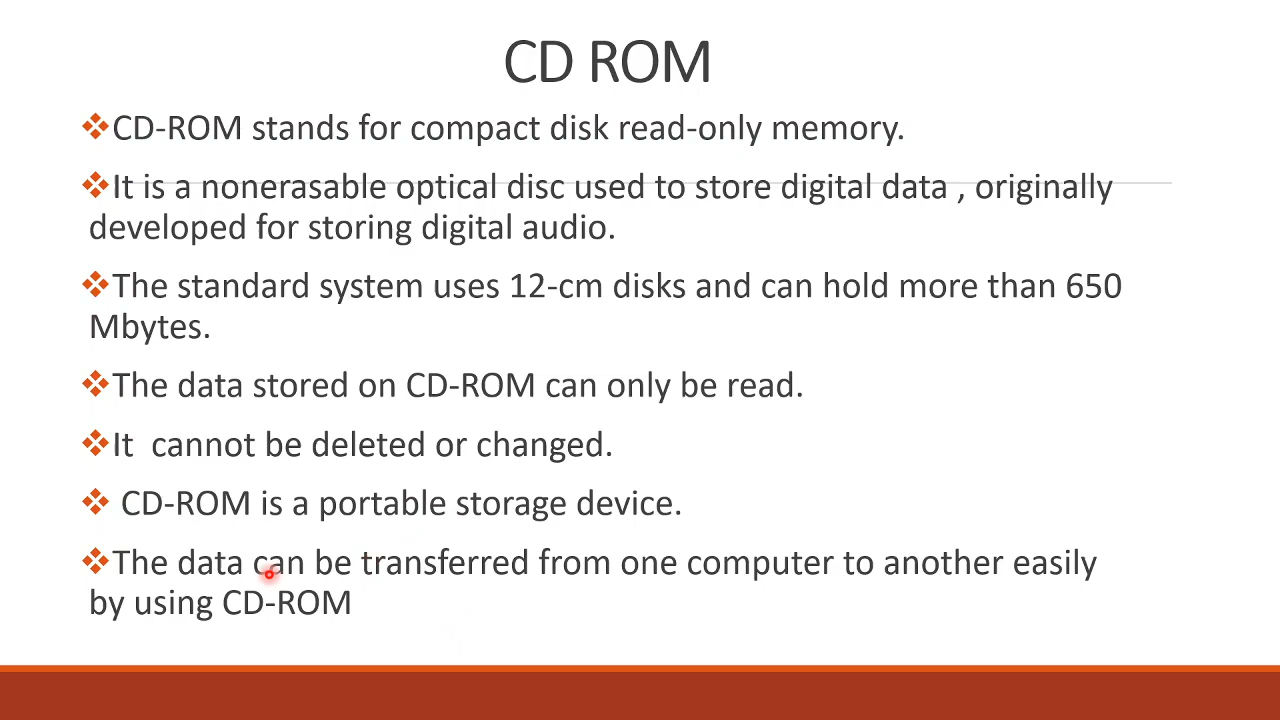 CD ROM
❖CD-ROM stands for compact disk read-only memory.
❖It is a nonerasable optical disc used to store digital data , originally
developed for storing digital audio.
❖The standard system uses 12-cm disks and can hold more than 650
Mbytes.
❖The data stored on CD-ROM can only be read.
❖It  cannot be deleted or changed.
❖ CD-ROM is a portable storage device.
❖The data can be transferred from one computer to another easily
by using CD-ROM